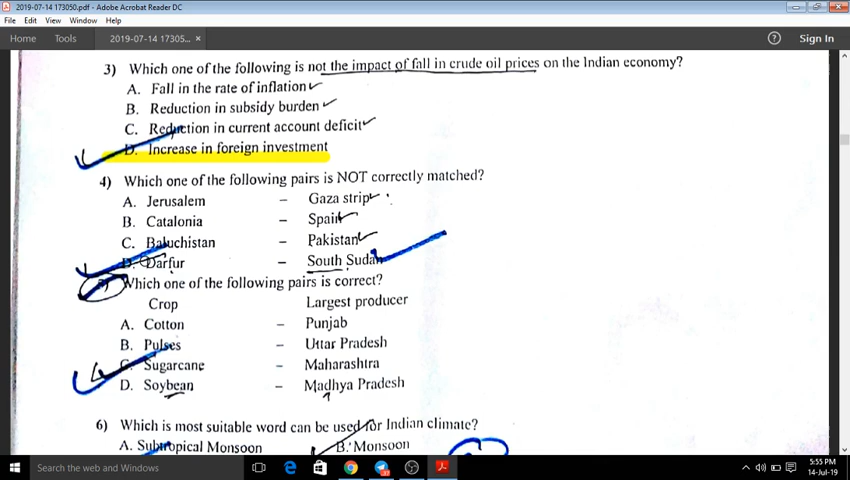 2019-07-14 173050.pdf - Adobe Acrobat Reader DC
File Edit View Window Help
Home Tools 2019-07-14 17305... × ? Sign In
3) Which one of the following is not the impact of fall in crude oil prices on the Indian economy?
A. Fall in the rate of inflation
B. Reduction in subsidy burden
C. Reduction in current account deficit
D. Increase in foreign investment
4) Which one of the following pairs is NOT correctly matched?
A. Jerusalem – Gaza strip
B. Catalonia – Spain
C. Baluchistan – Pakistan
D. Darfur – South Sudan
5) Which one of the following pairs is correct?
Crop Largest producer
A. Cotton – Punjab
B. Pulses – Uttar Pradesh
C. Sugarcane – Maharashtra
D. Soybean – Madhya Pradesh
6) Which is most suitable word can be used for Indian climate?
A. Subtropical Monsoon B. Monsoon
Search the web and Windows
5:55 PM
14-Jul-19